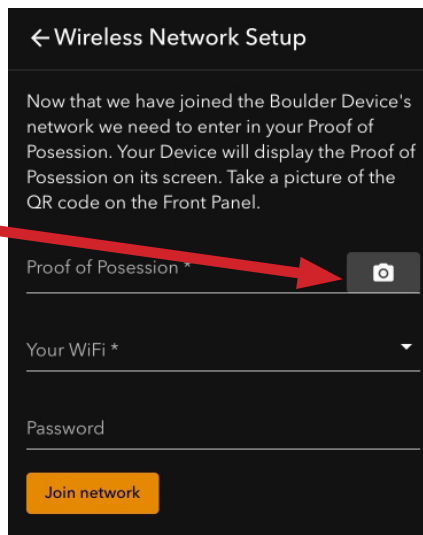 ←Wireless Network Setup
Now that we have joined the Boulder Device's
network we need to enter in your Proof of
Posession. Your Device will display the Proof of
Posession on its screen. Take a picture of the
QR code on the Front Panel.
Proof of Posession *
Your WiFi *
Password
Join network